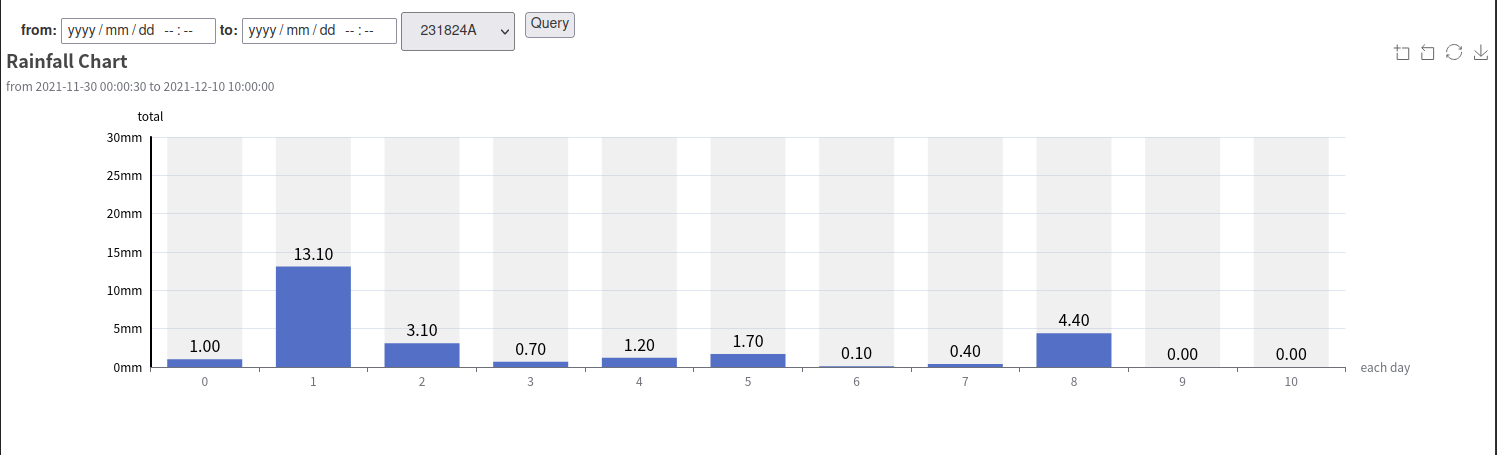 from: yyyy / mm / dd -- : -- to: yyyy / mm / dd -- : -- 231824A Query
Rainfall Chart
from 2021-11-30 00:00:30 to 2021-12-10 10:00:00
total
30mm
25mm
20mm
15mm
10mm
5mm
0mm
1.00 13.10 3.10 0.70 1.20 1.70 0.10 0.40 4.40 0.00 0.00
0 1 2 3 4 5 6 7 8 9 10
each day